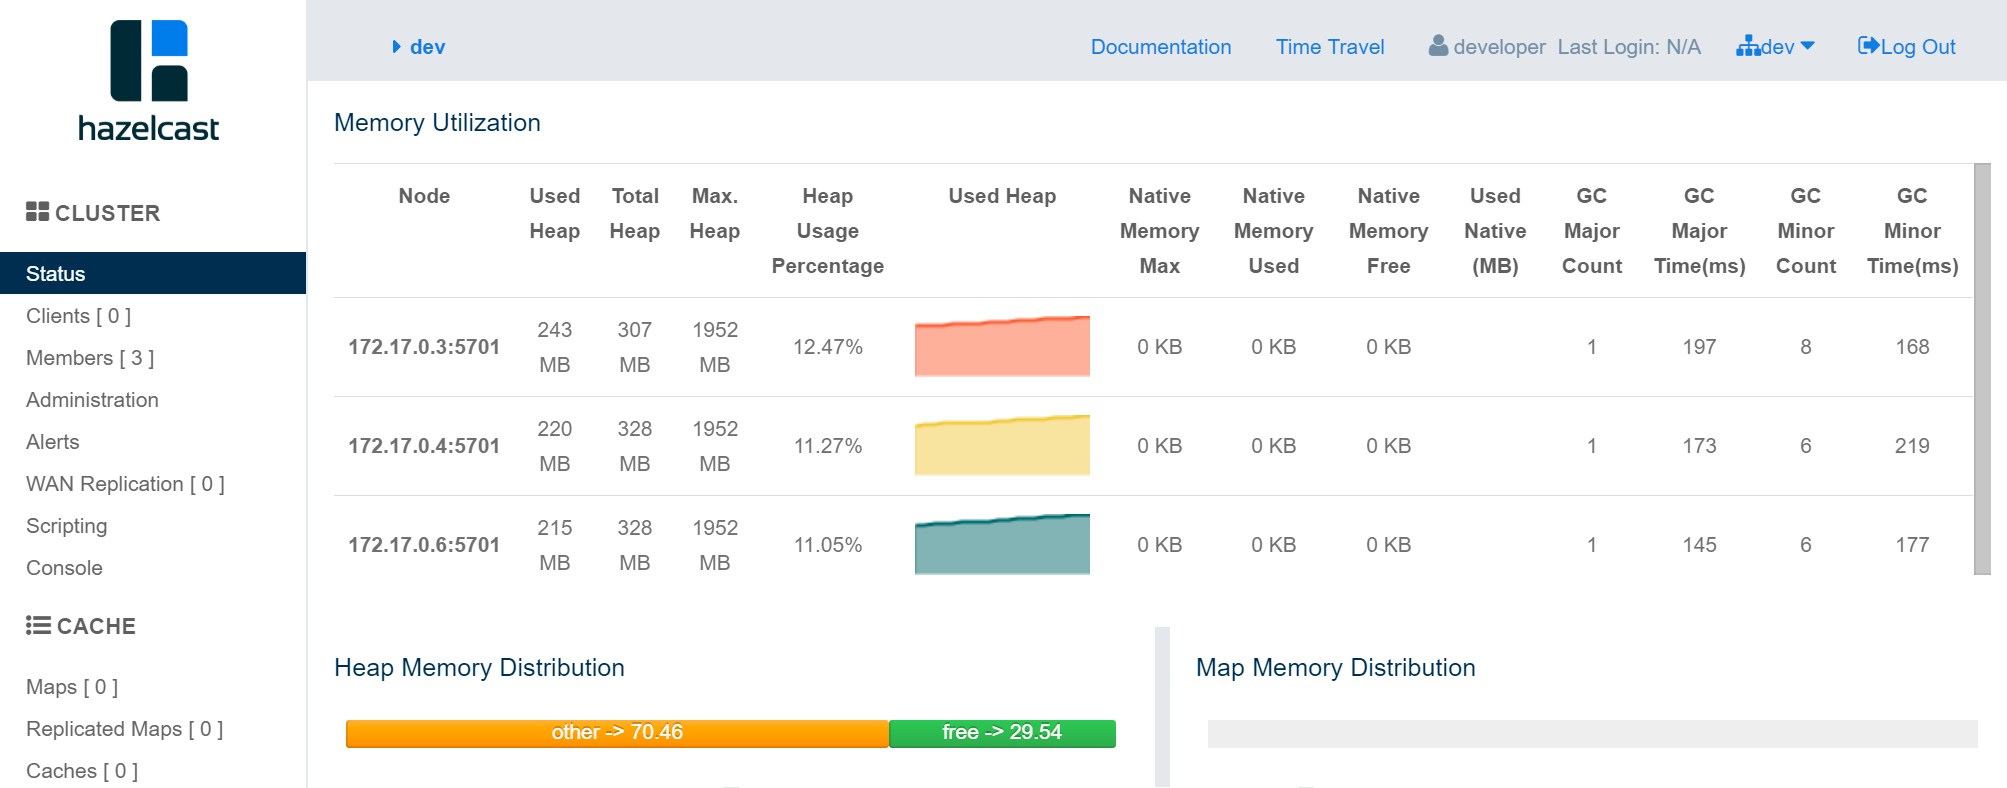 hazelcast
dev
Documentation Time Travel developer Last Login: N/A dev Log Out
CLUSTER
Status
Clients [ 0 ]
Members [ 3 ]
Administration
Alerts
WAN Replication [ 0 ]
Scripting
Console
CACHE
Maps [ 0 ]
Replicated Maps [ 0 ]
Caches [ 0 ]
Memory Utilization
Node Used Heap Total Heap Max. Heap Heap Usage Percentage Used Heap Native Memory Max Native Memory Used Native Memory Free Used Native (MB) GC Major Count GC Major Time(ms) GC Minor Count GC Minor Time(ms)
172.17.0.3:5701 243 MB 307 MB 1952 MB 12.47% 0 KB 0 KB 0 KB 1 197 8 168
172.17.0.4:5701 220 MB 328 MB 1952 MB 11.27% 0 KB 0 KB 0 KB 1 173 6 219
172.17.0.6:5701 215 MB 328 MB 1952 MB 11.05% 0 KB 0 KB 0 KB 1 145 6 177
Heap Memory Distribution
other -> 70.46 free -> 29.54
Map Memory Distribution